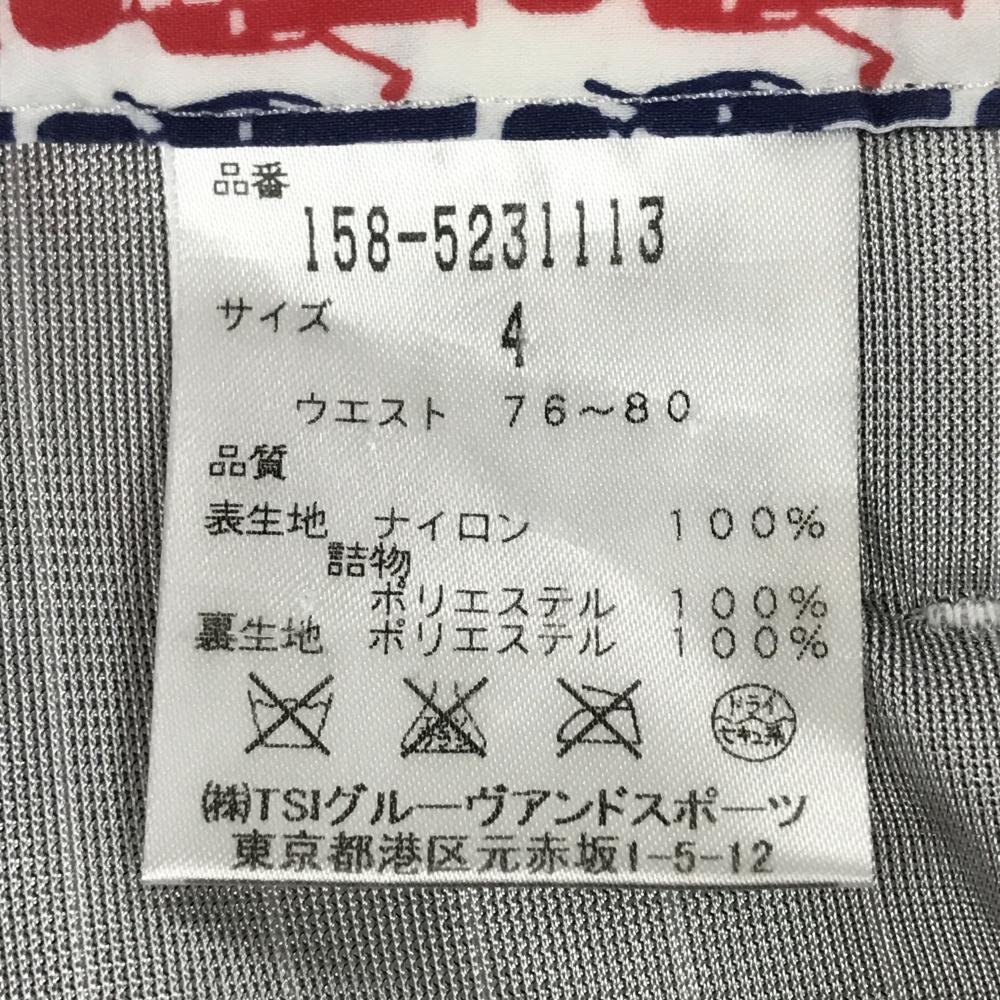 品番
158-5231113
サイズ 4
ウエスト 76～80
品質
表生地 ナイロン 100%
詰物
ポリエステル 100%
裏生地 ポリエステル 100%
ドライ
セキユ系
㈱TSIグルーヴアンドスポーツ
東京都港区元赤坂1-5-12